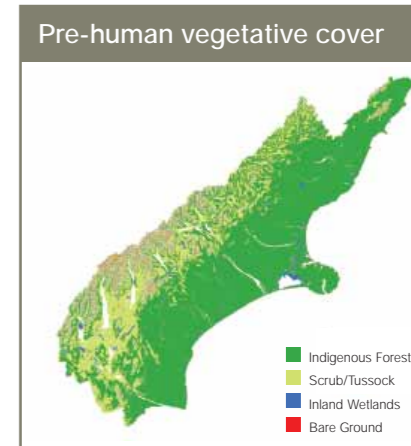 Pre-human vegetative cover
Indigenous Forest
Scrub/Tussock
Inland Wetlands
Bare Ground